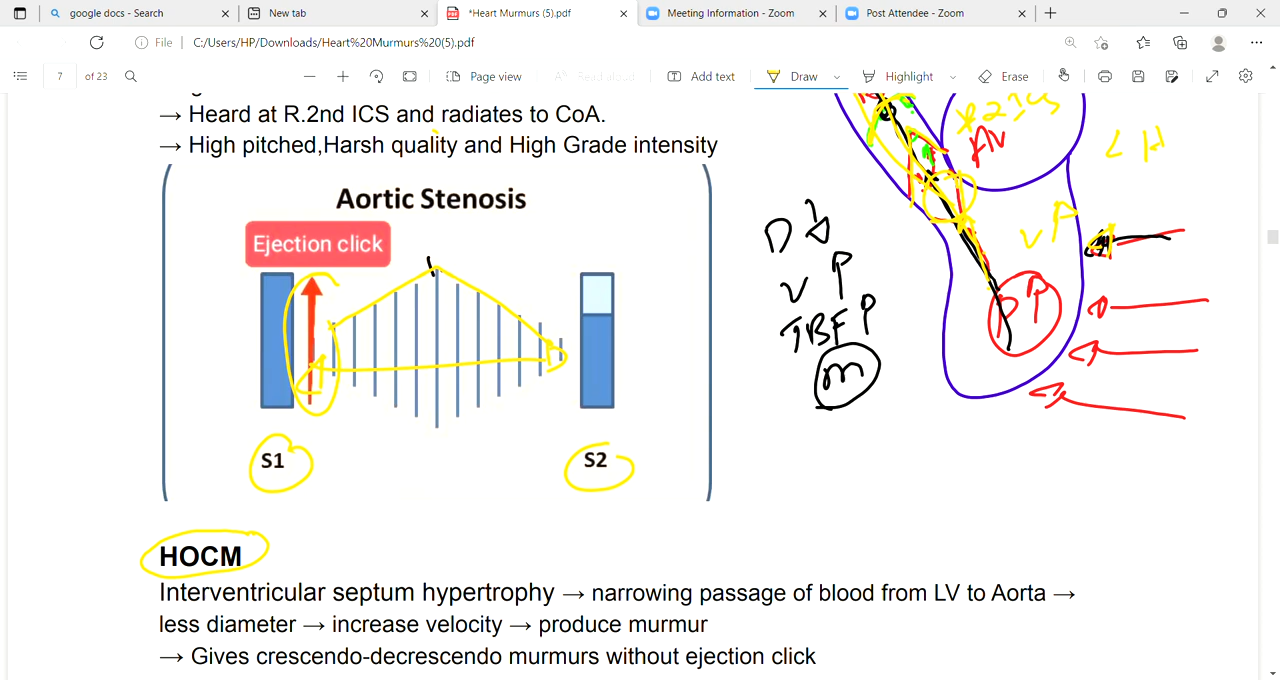 google docs - Search
New tab
*Heart Murmurs (5).pdf
Meeting Information - Zoom
Post Attendee - Zoom
File
C:/Users/HP/Downloads/Heart%20Murmurs%20(5).pdf
7 of 23
Page view
Read aloud
Add text
Draw
Highlight
Erase
→ Heard at R.2nd ICS and radiates to CoA.
→ High pitched,Harsh quality and High Grade intensity
Aortic Stenosis
Ejection click
S1
S2
AV
LH
D↓
V↑
TBF↑
m
V↑
P↑
HOCM
Interventricular septum hypertrophy → narrowing passage of blood from LV to Aorta →
less diameter → increase velocity → produce murmur
→ Gives crescendo-decrescendo murmurs without ejection click